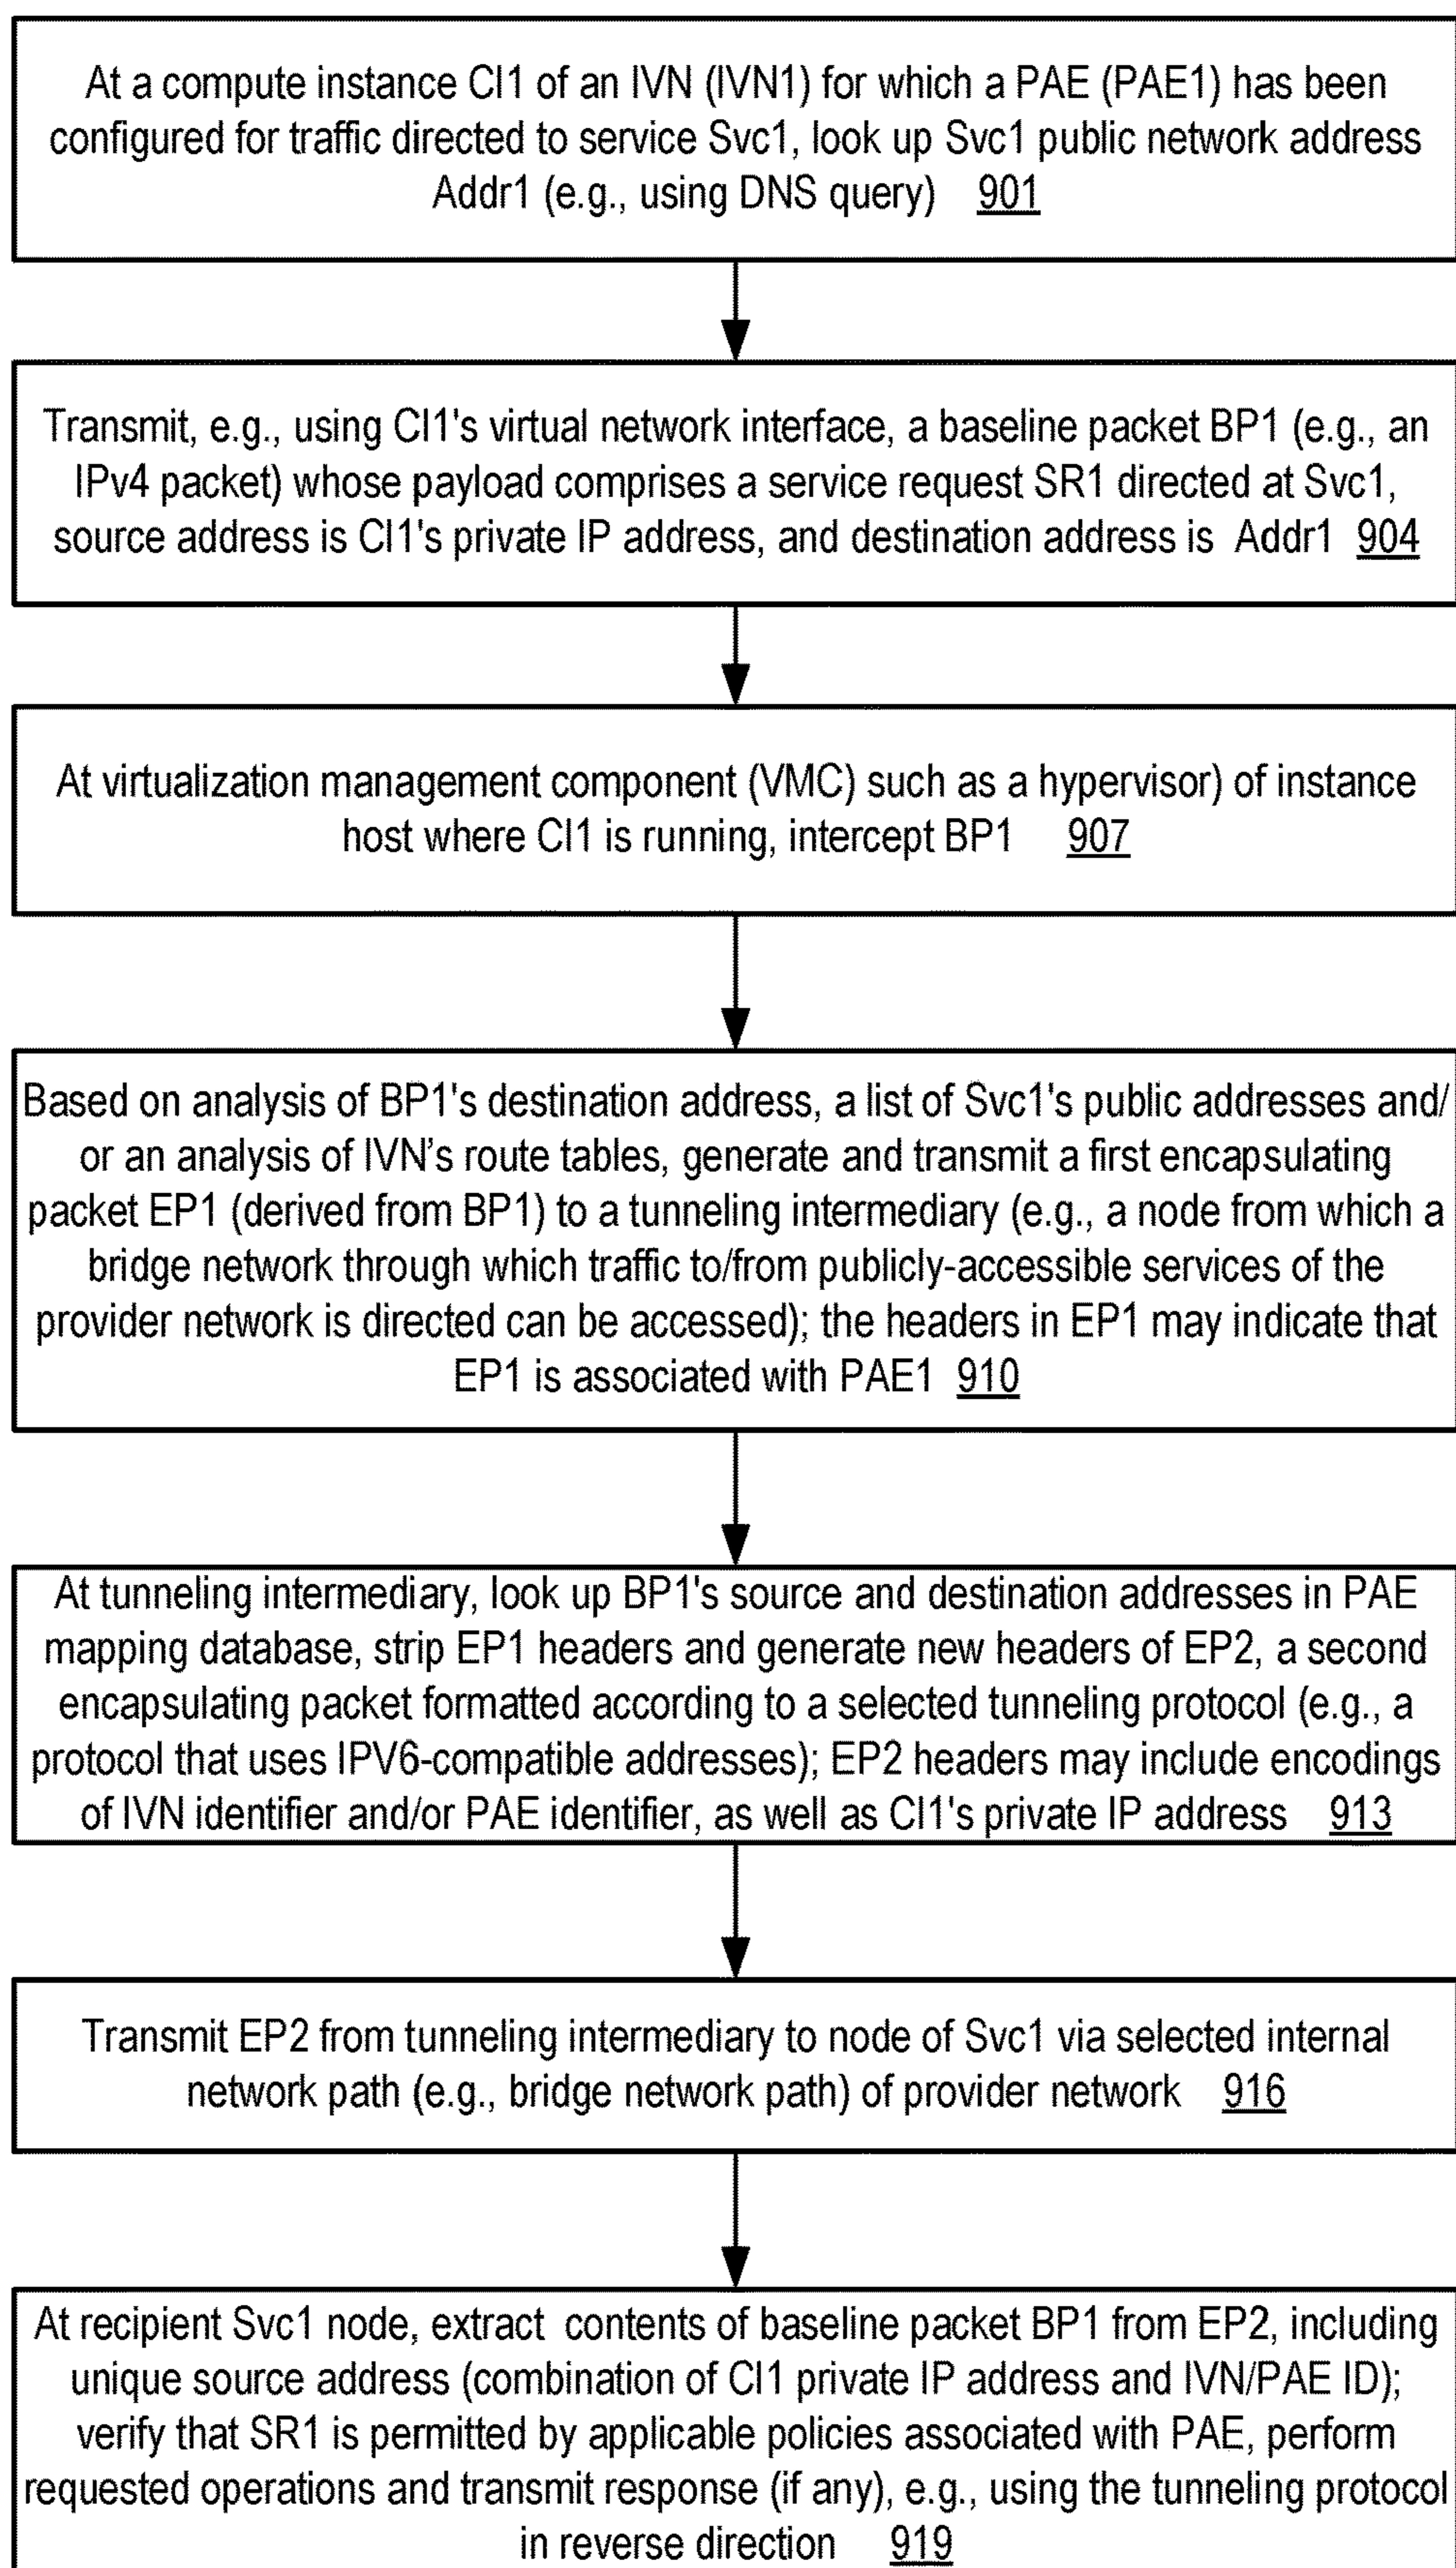 At a compute instance CI1 of an IVN (IVN1) for which a PAE (PAE1) has been
configured for traffic directed to service Svc1, look up Svc1 public network address
Addr1 (e.g., using DNS query) 901
Transmit, e.g., using CI1's virtual network interface, a baseline packet BP1 (e.g., an
IPv4 packet) whose payload comprises a service request SR1 directed at Svc1,
source address is CI1's private IP address, and destination address is Addr1 904
At virtualization management component (VMC) such as a hypervisor) of instance
host where CI1 is running, intercept BP1 907
Based on analysis of BP1's destination address, a list of Svc1's public addresses and/
or an analysis of IVN's route tables, generate and transmit a first encapsulating
packet EP1 (derived from BP1) to a tunneling intermediary (e.g., a node from which a
bridge network through which traffic to/from publicly-accessible services of the
provider network is directed can be accessed); the headers in EP1 may indicate that
EP1 is associated with PAE1 910
At tunneling intermediary, look up BP1's source and destination addresses in PAE
mapping database, strip EP1 headers and generate new headers of EP2, a second
encapsulating packet formatted according to a selected tunneling protocol (e.g., a
protocol that uses IPV6-compatible addresses); EP2 headers may include encodings
of IVN identifier and/or PAE identifier, as well as CI1's private IP address 913
Transmit EP2 from tunneling intermediary to node of Svc1 via selected internal
network path (e.g., bridge network path) of provider network 916
At recipient Svc1 node, extract contents of baseline packet BP1 from EP2, including
unique source address (combination of CI1 private IP address and IVN/PAE ID);
verify that SR1 is permitted by applicable policies associated with PAE, perform
requested operations and transmit response (if any), e.g., using the tunneling protocol
in reverse direction 919